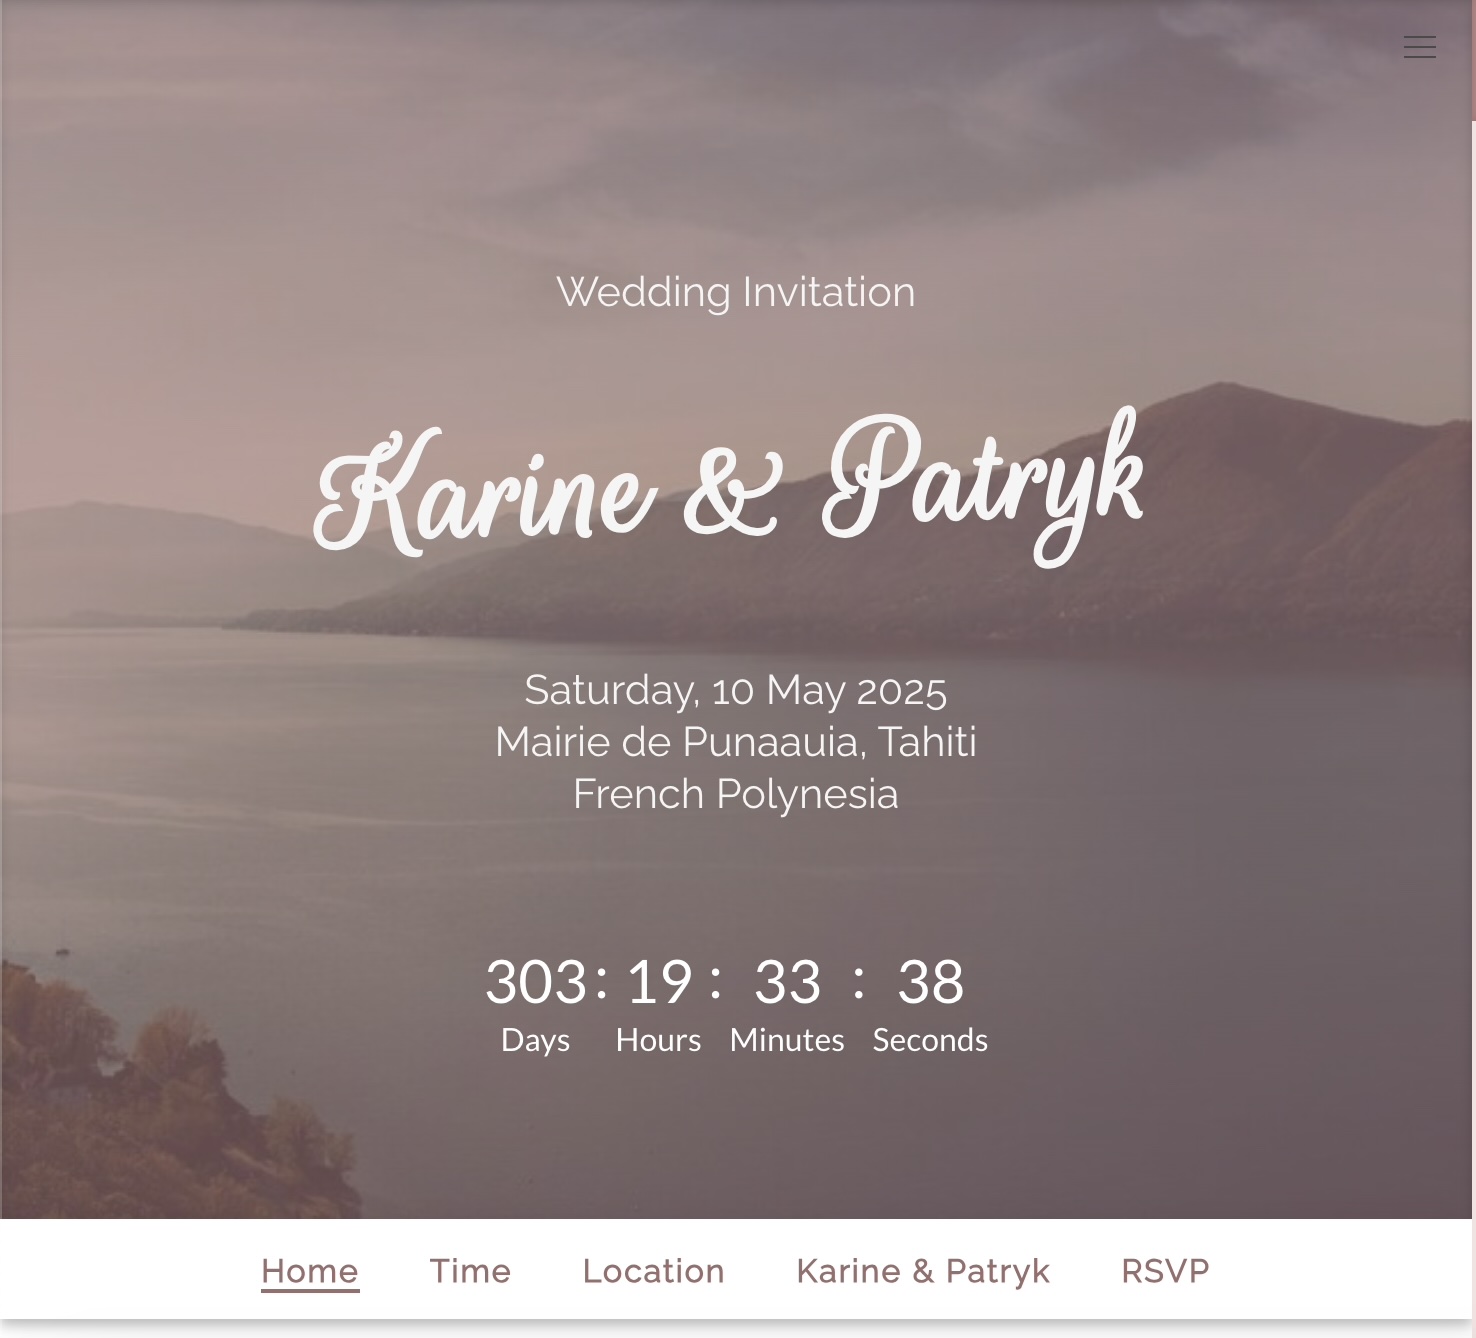 Wedding Invitation
Karine & Patryk
Saturday, 10 May 2025
Mairie de Punaauia, Tahiti
French Polynesia
303 : 19 : 33 : 38
Days Hours Minutes Seconds
Home Time Location Karine & Patryk RSVP